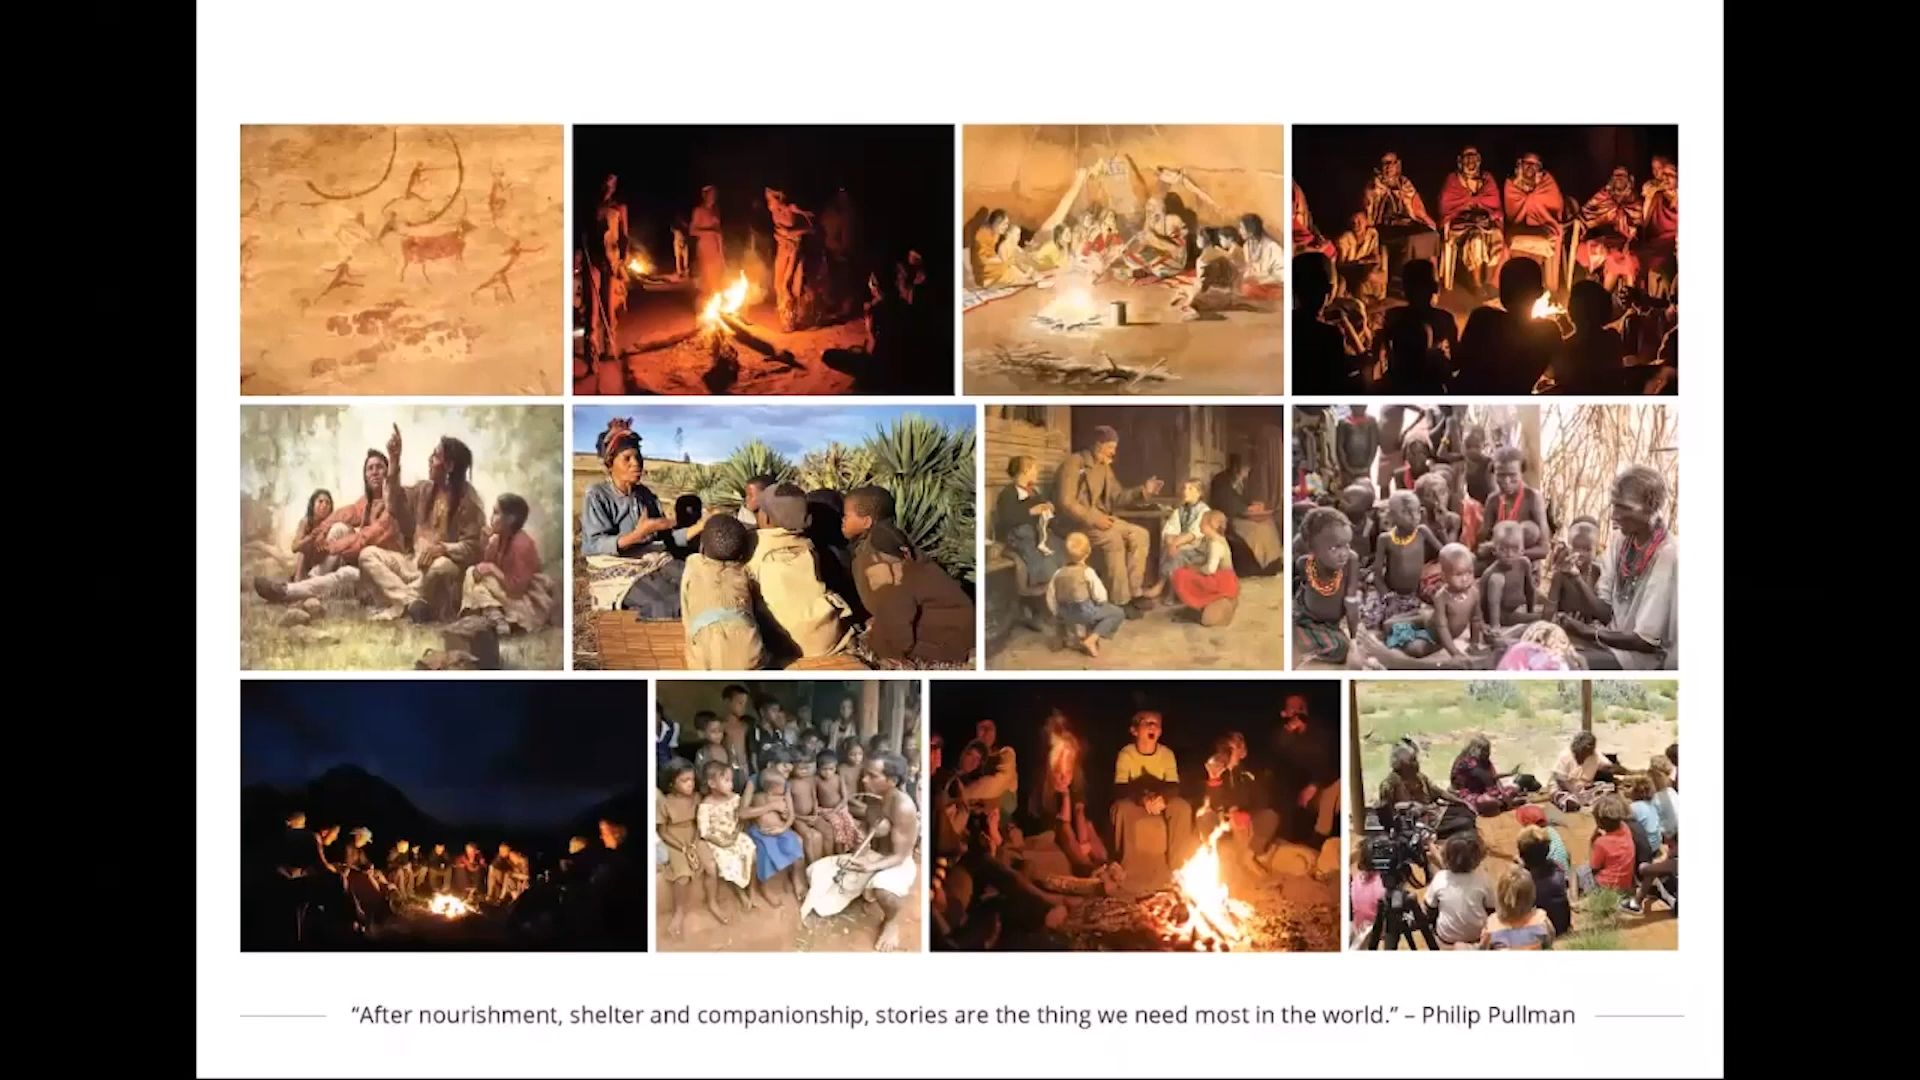 “After nourishment, shelter and companionship, stories are the thing we need most in the world.” – Philip Pullman